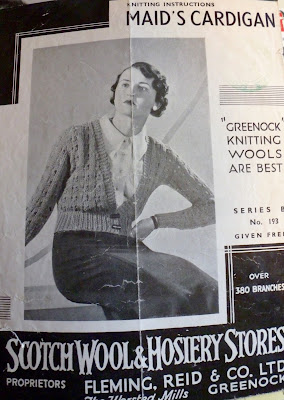 KNITTING INSTRUCTIONS
MAID'S CARDIGAN
"GREENOCK"
KNITTING
WOOLS
ARE BEST
SERIES B
No. 193
GIVEN FREE
OVER
380 BRANCHES
SCOTCH WOOL & HOSIERY STORES
PROPRIETORS
FLEMING, REID & CO. LTD
The Worsted Mills
GREENOCK